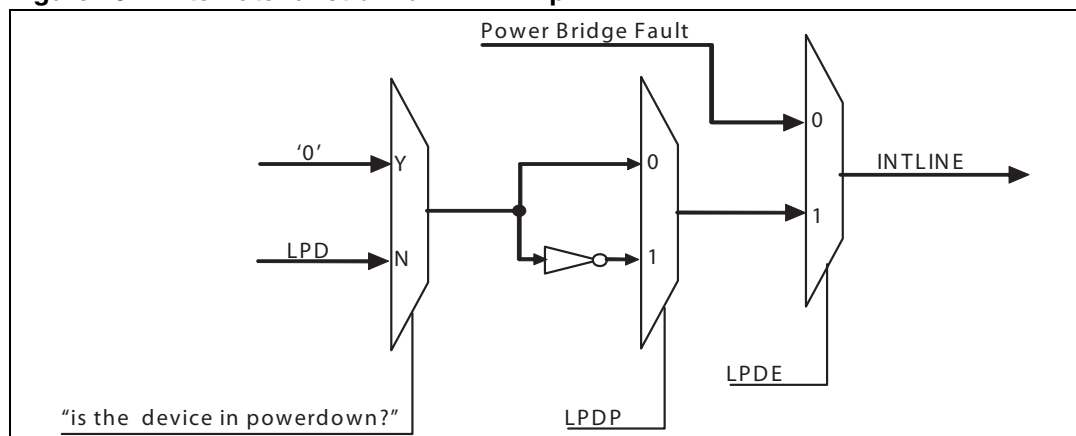 Power Bridge Fault
'0'
Y
0
0
INTLINE
LPD
N
1
1
LPDE
"is the device in powerdown?"
LPDP